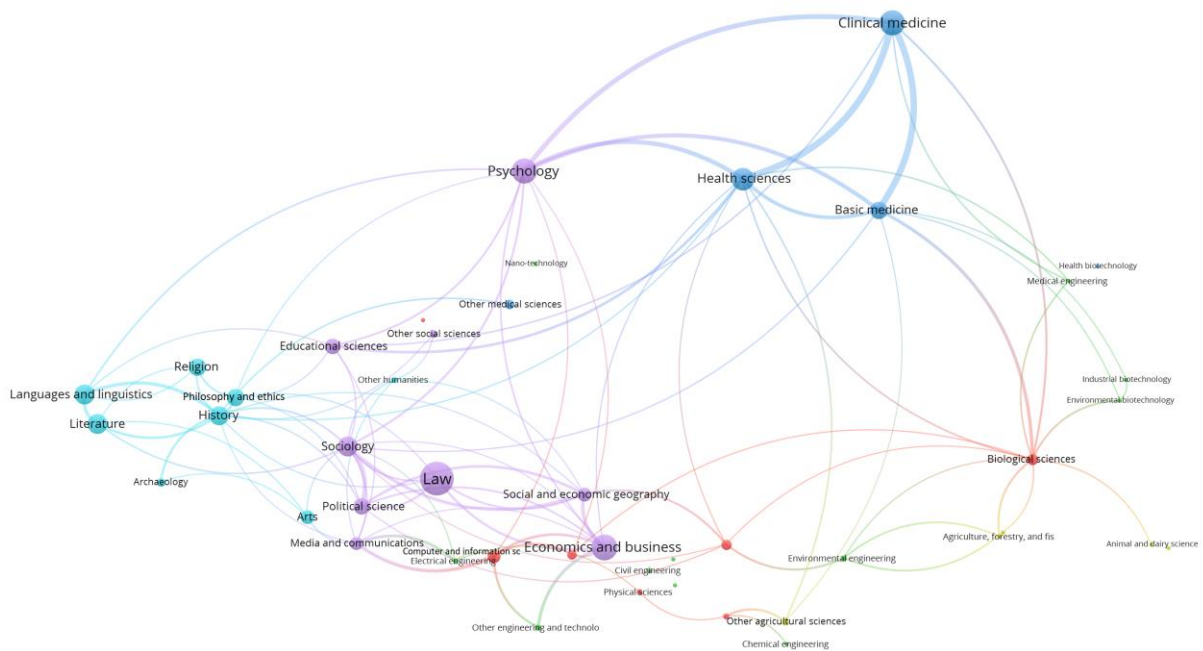 Clinical medicine
Psychology
Health sciences
Basic medicine
Nano-technology
Health biotechnology
Medical engineering
Other medical sciences
Other social sciences
Educational sciences
Religion
Other humanities
Industrial biotechnology
Languages and linguistics
Philosophy and ethics
Environmental biotechnology
History
Literature
Sociology
Biological sciences
Archaeology
Law
Social and economic geography
Political science
Arts
Media and communications
Agriculture, forestry, and fis
Animal and dairy science
Computer and information sc
Economics and business
Electrical engineering
Environmental engineering
Civil engineering
Physical sciences
Other agricultural sciences
Other engineering and technolo
Chemical engineering